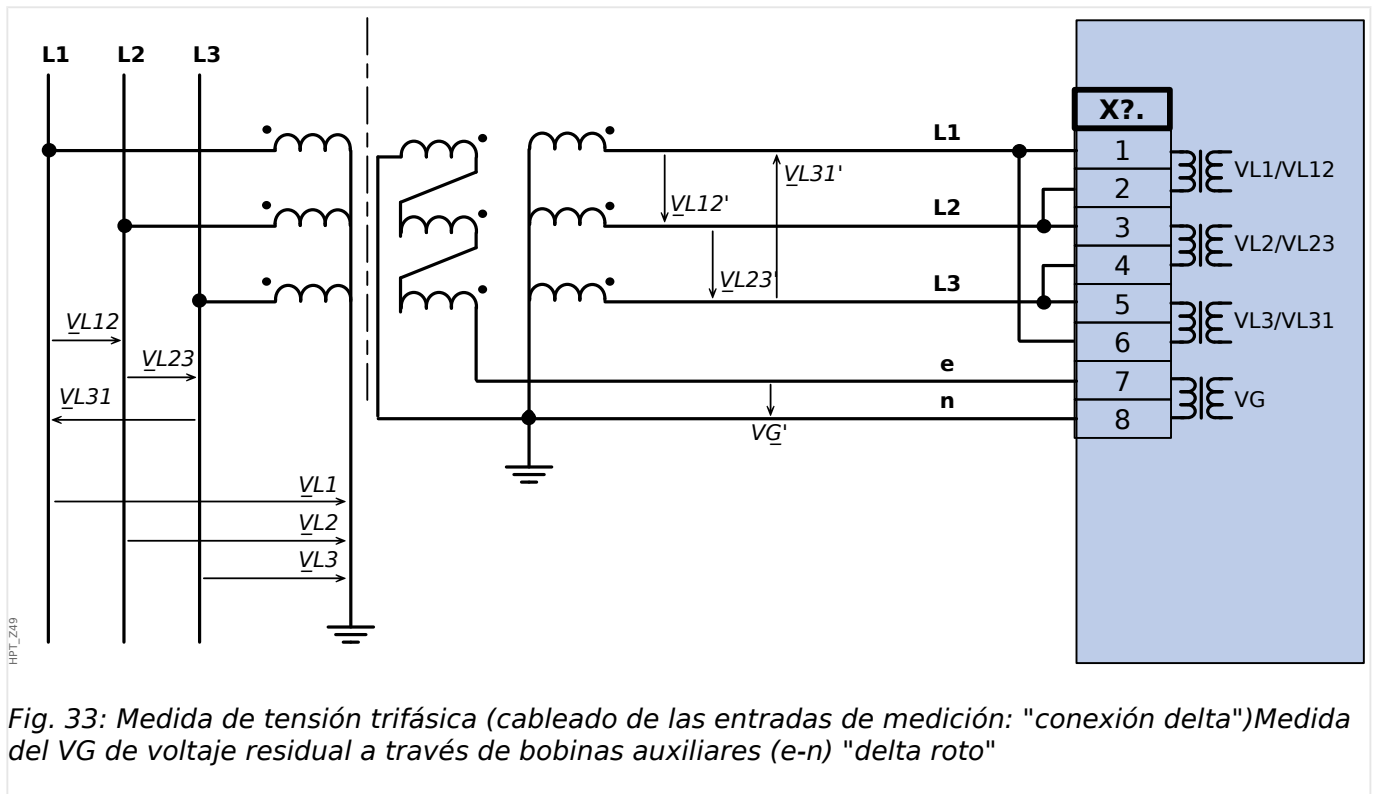 L1 L2 L3
X?.
L1
1
VL31'
VL1/VL12
2
VL12'
L2
3
VL2/VL23
4
VL23'
L3
5
VL12
VL3/VL31
6
VL23
e
7
VL31
n
VG
8
VG'
VL1
VL2
VL3
HPT_Z49
Fig. 33: Medida de tensión trifásica (cableado de las entradas de medición: "conexión delta")Medida
del VG de voltaje residual a través de bobinas auxiliares (e-n) "delta roto"